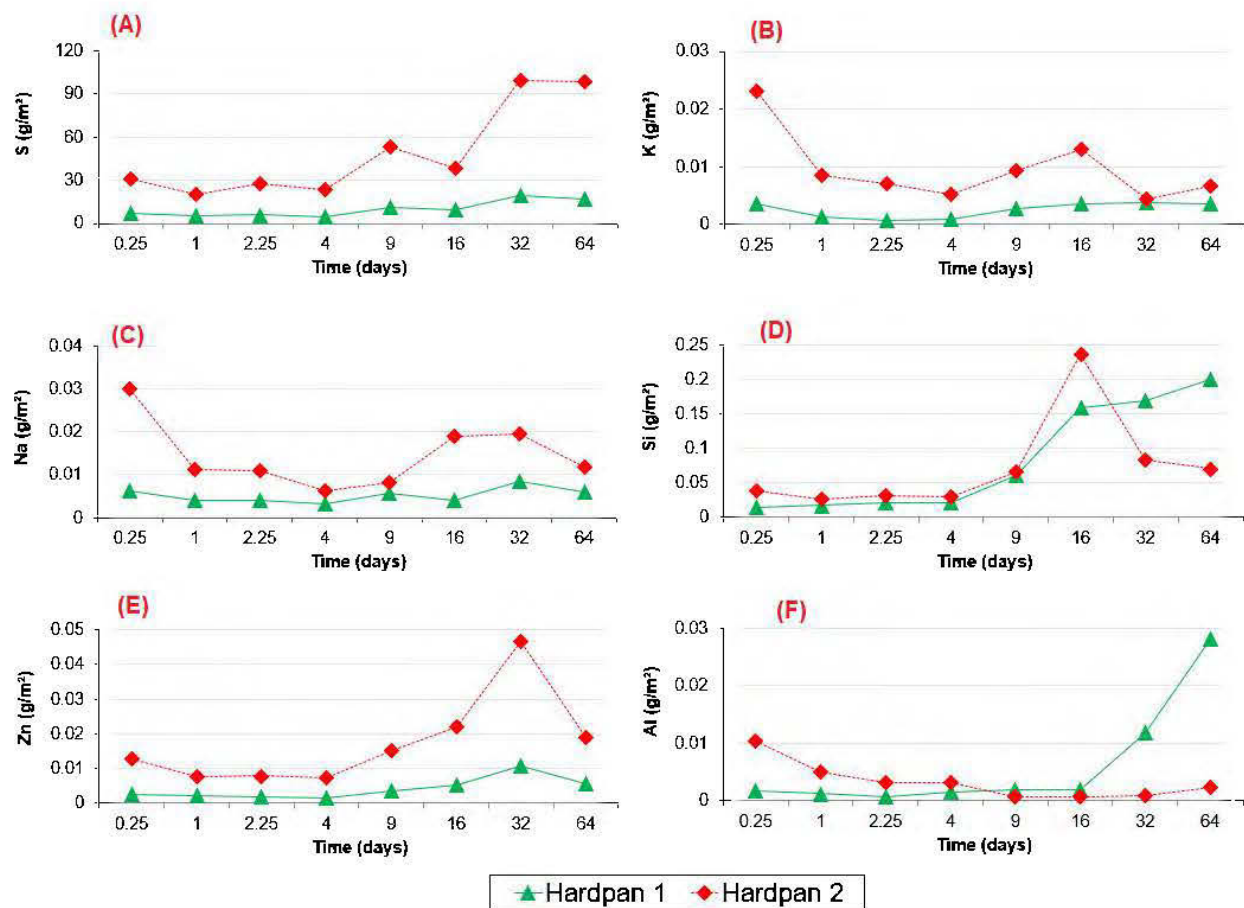 (A)
120
90
60
30
0
S (g/m²)
0.25 1 2.25 4 9 16 32 64
Time (days)
(B)
0.03
0.02
0.01
0
K (g/m²)
0.25 1 2.25 4 9 16 32 64
Time (days)
(C)
0.04
0.03
0.02
0.01
0
Na (g/m²)
0.25 1 2.25 4 9 16 32 64
Time (days)
(D)
0.25
0.2
0.15
0.1
0.05
0
Si (g/m²)
0.25 1 2.25 4 9 16 32 64
Time (days)
(E)
0.05
0.04
0.03
0.02
0.01
0
Zn (g/m²)
0.25 1 2.25 4 9 16 32 64
Time (days)
(F)
0.03
0.02
0.01
0
Al (g/m²)
0.25 1 2.25 4 9 16 32 64
Time (days)
Hardpan 1 Hardpan 2